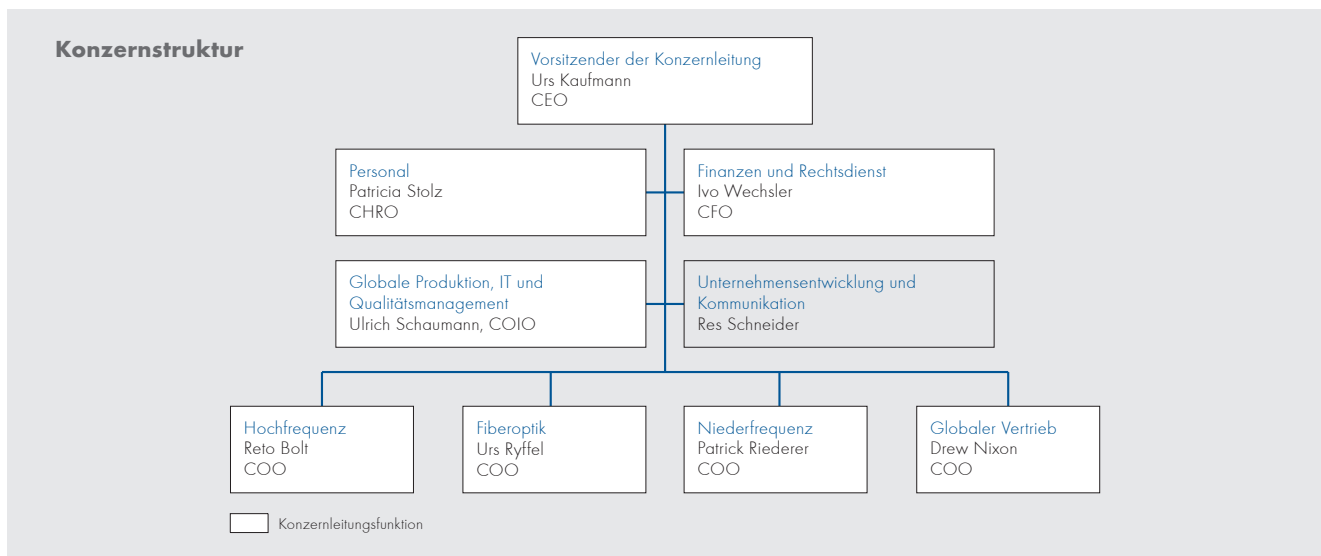 Konzernstruktur
Vorsitzender der Konzernleitung
Urs Kaufmann
CEO
Personal
Patricia Stolz
CHRO
Finanzen und Rechtsdienst
Ivo Wechsler
CFO
Globale Produktion, IT und
Qualitätsmanagement
Ulrich Schaumann, COIO
Unternehmensentwicklung und
Kommunikation
Res Schneider
Hochfrequenz
Reto Bolt
COO
Fiberoptik
Urs Ryffel
COO
Niederfrequenz
Patrick Riederer
COO
Globaler Vertrieb
Drew Nixon
COO
Konzernleitungsfunktion